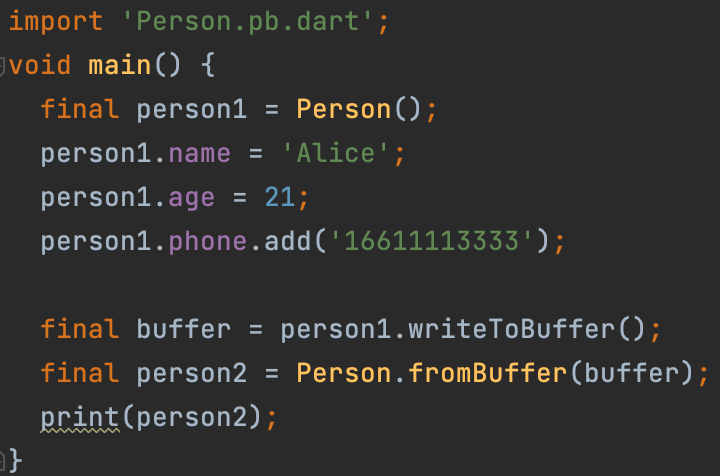 import 'Person.pb.dart';
void main() {
  final person1 = Person();
  person1.name = 'Alice';
  person1.age = 21;
  person1.phone.add('16611113333');

  final buffer = person1.writeToBuffer();
  final person2 = Person.fromBuffer(buffer);
  print(person2);
}